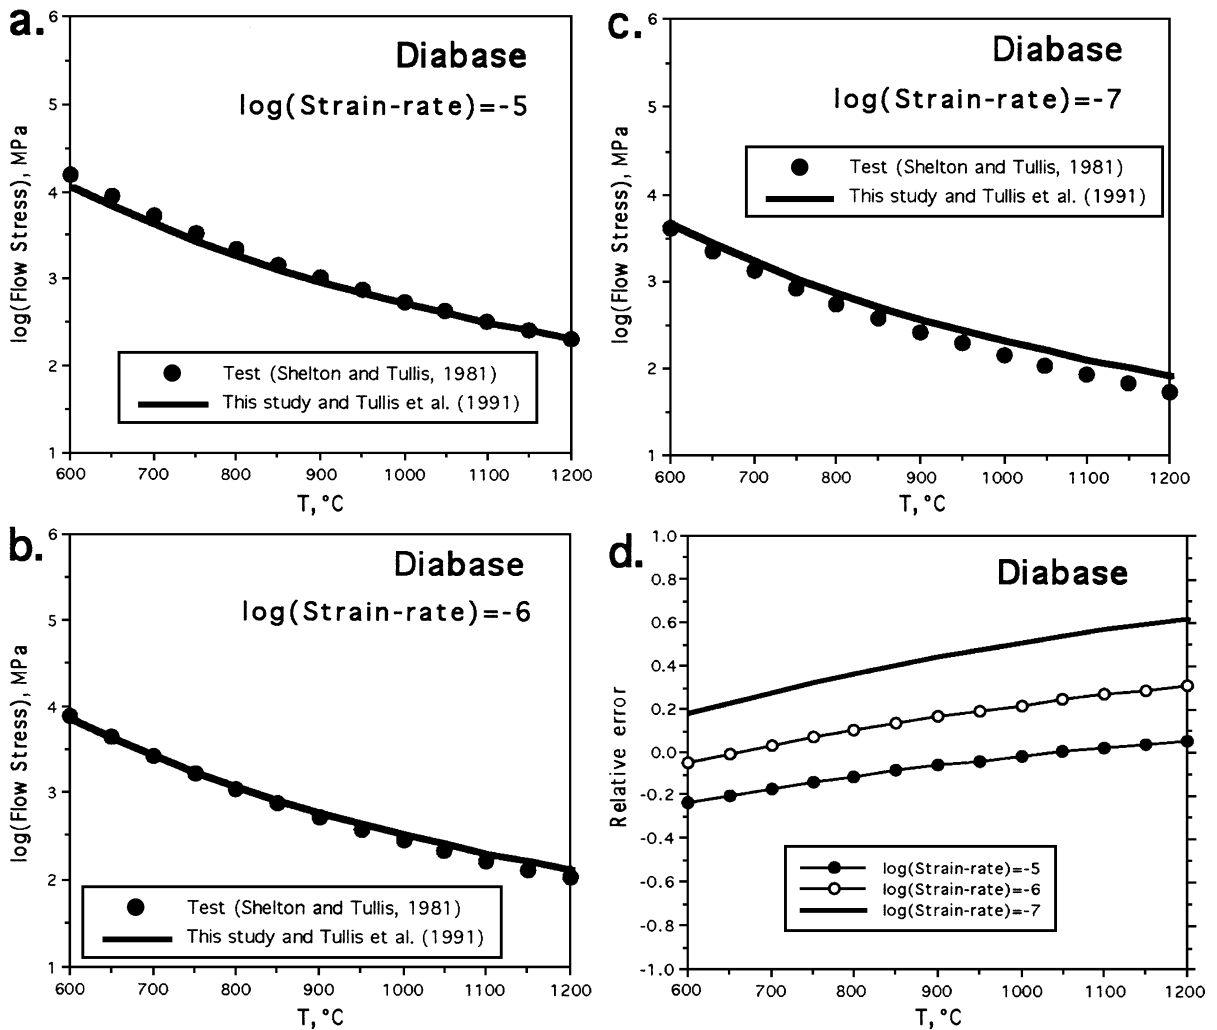 a.
Diabase
log(Strain-rate)=-5
log(Flow Stress), MPa
6
5
4
3
2
1
Test (Shelton and Tullis, 1981)
This study and Tullis et al. (1991)
600 700 800 900 1000 1100 1200
T, °C
c.
Diabase
log(Strain-rate)=-7
log(Flow Stress), MPa
6
5
4
3
2
1
Test (Shelton and Tullis, 1981)
This study and Tullis et al. (1991)
600 700 800 900 1000 1100 1200
T, °C
b.
Diabase
log(Strain-rate)=-6
log(Flow Stress), MPa
6
5
4
3
2
1
Test (Shelton and Tullis, 1981)
This study and Tullis et al. (1991)
600 700 800 900 1000 1100 1200
T, °C
d.
Diabase
Relative error
1.0
0.8
0.6
0.4
0.2
0.0
-0.2
-0.4
-0.6
-0.8
-1.0
log(Strain-rate)=-5
log(Strain-rate)=-6
log(Strain-rate)=-7
600 700 800 900 1000 1100 1200
T, °C